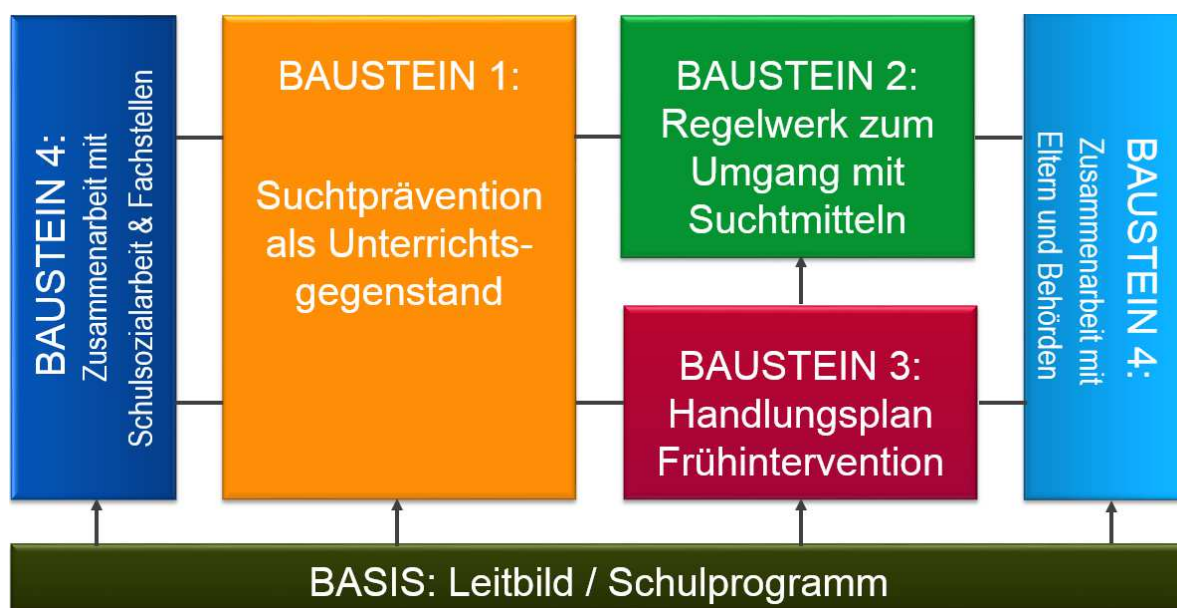 BAUSTEIN 4:
Zusammenarbeit mit
Schulsozialarbeit & Fachstellen
BAUSTEIN 1:
Suchtprävention
als Unterrichts-
gegenstand
BAUSTEIN 2:
Regelwerk zum
Umgang mit
Suchtmitteln
BAUSTEIN 3:
Handlungsplan
Frühintervention
BAUSTEIN 4:
Zusammenarbeit mit
Eltern und Behörden
BASIS: Leitbild / Schulprogramm